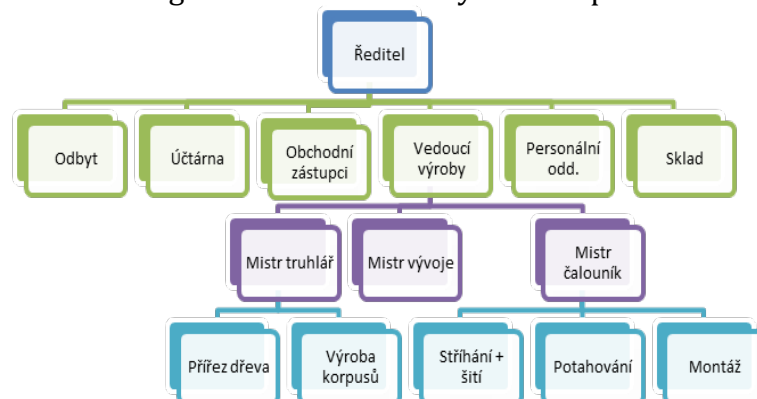 Ředitel
Odbyt
Účtárna
Obchodní
zástupci
Vedoucí
výroby
Personální
odd.
Sklad
Mistr truhlář
Mistr vývoje
Mistr
čalouník
Přířez dřeva
Výroba
korpusů
Stříhání +
šití
Potahování
Montáž